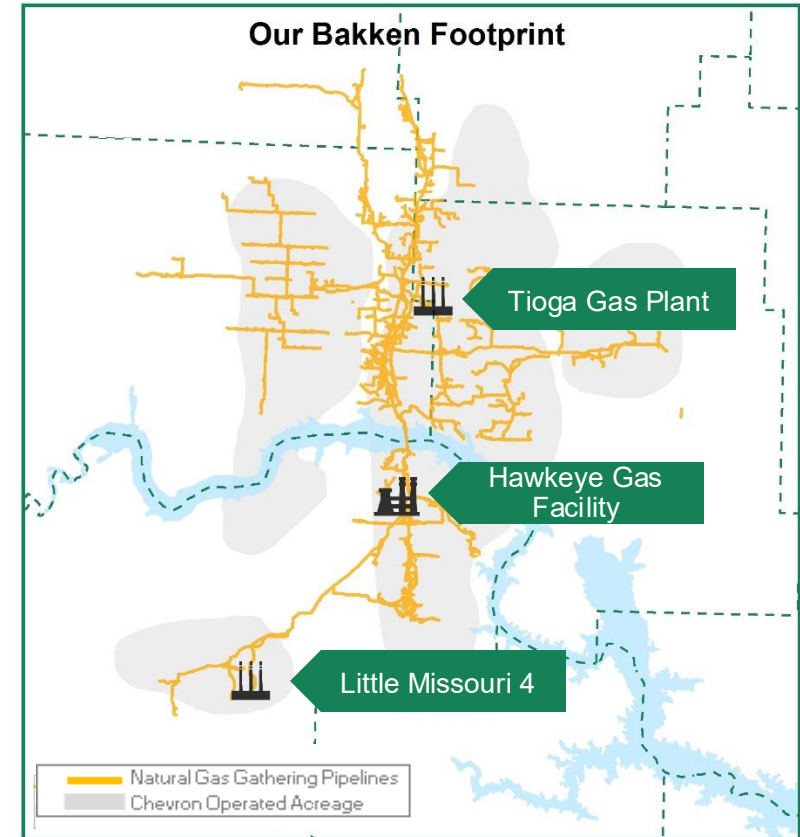 Our Bakken Footprint
Tioga Gas Plant
Hawkeye Gas
Facility
Little Missouri 4
Natural Gas Gathering Pipelines
Chevron Operated Acreage